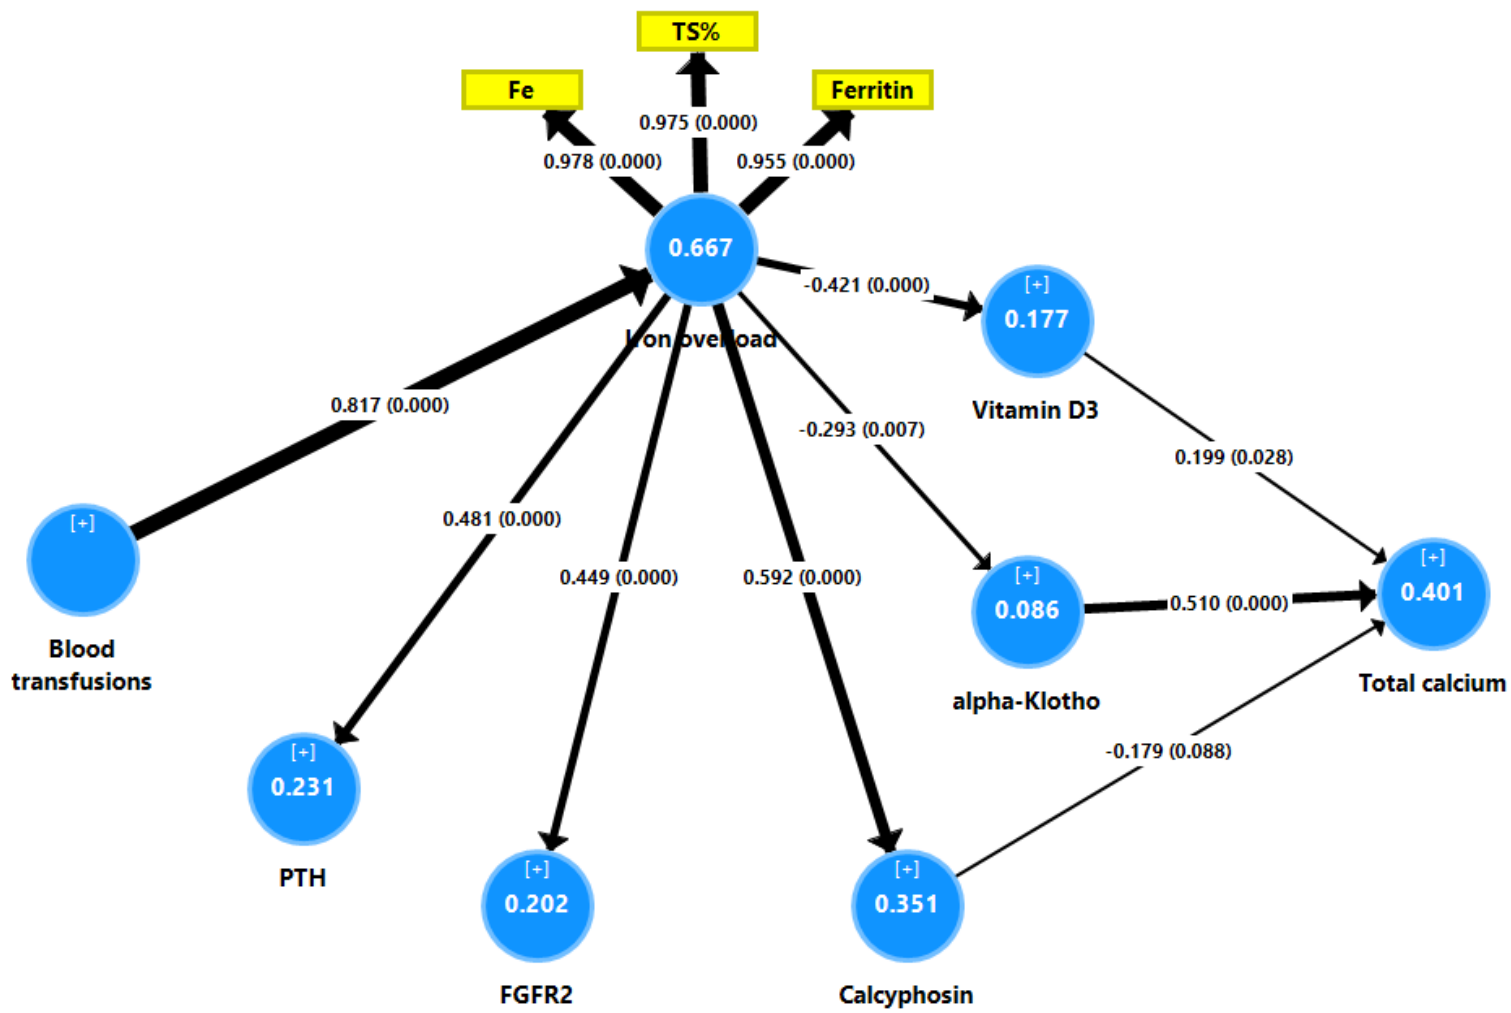 TS%
Fe
Ferritin
0.975 (0.000)
0.978 (0.000)
0.955 (0.000)
0.667
-0.421 (0.000)
[+]
0.177
Iron overload
Vitamin D3
0.817 (0.000)
-0.293 (0.007)
0.199 (0.028)
[+]
0.481 (0.000)
0.449 (0.000)
0.592 (0.000)
[+]
0.086
0.510 (0.000)
[+]
0.401
Blood
transfusions
alpha-Klotho
Total calcium
[+]
0.231
-0.179 (0.088)
PTH
[+]
0.202
[+]
0.351
FGFR2
Calcyphosin